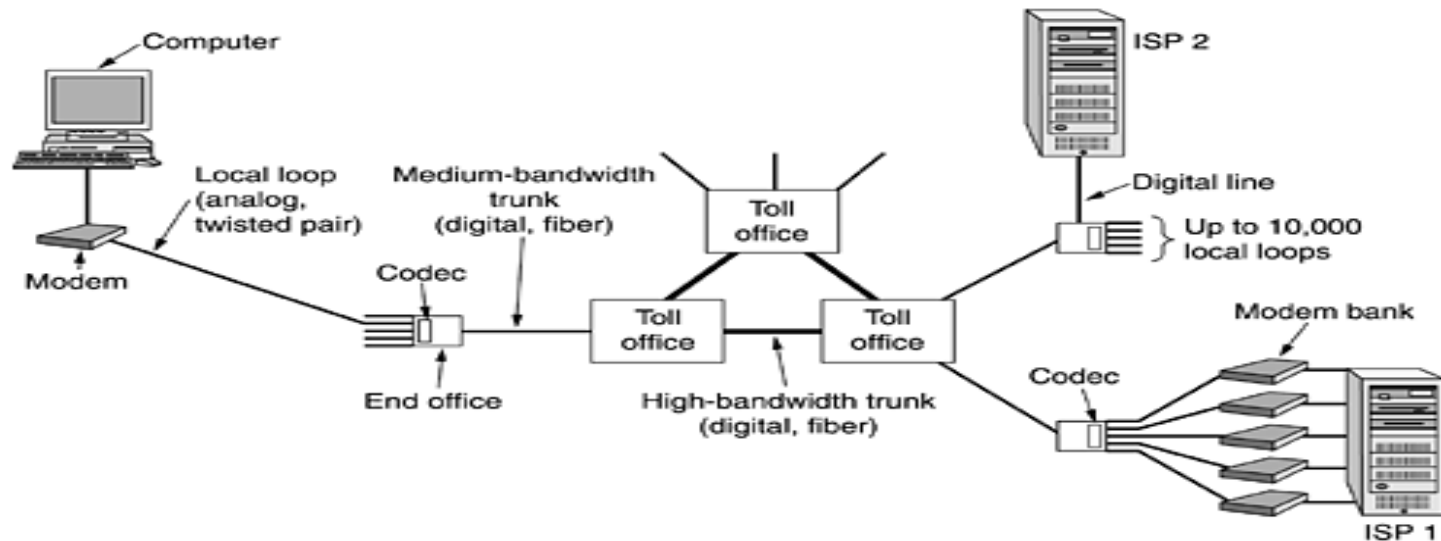 Computer
ISP 2
Local loop
(analog,
twisted pair)
Medium-bandwidth
trunk
(digital, fiber)
Digital line
Toll
office
Up to 10,000
local loops
Modem
Codec
Toll
office
Toll
office
Modem bank
End office
High-bandwidth trunk
(digital, fiber)
Codec
ISP 1